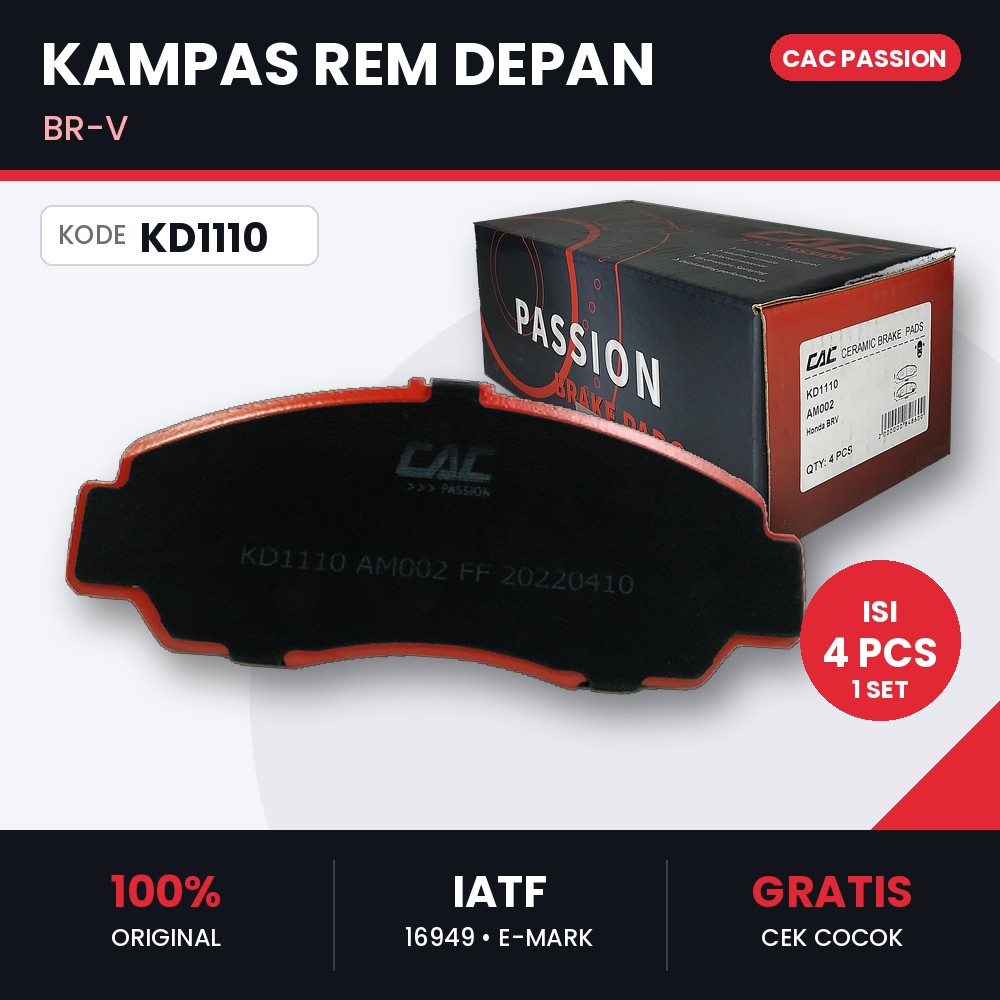 KAMPAS REM DEPAN
CAC PASSION
BR-V
KODE KD1110
CAC
PASSION
PASSION
BRAKE PADS
CAC CERAMIC BRAKE PADS
KD1110
AM002
Honda BRV
QTY: 4 PCS
CAC
>>> PASSION
KD1110 AM002 FF 20220410
ISI
4 PCS
1 SET
100%
ORIGINAL
IATF
16949 • E-MARK
GRATIS
CEK COCOK